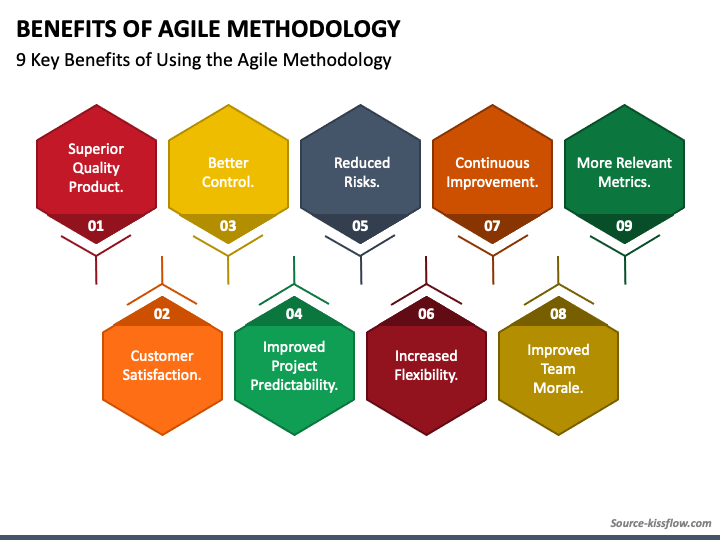 BENEFITS OF AGILE METHODOLOGY
9 Key Benefits of Using the Agile Methodology
Superior
Quality
Product.
01
Customer
Satisfaction.
02
Better
Control.
03
Improved
Project
Predictability.
04
Reduced
Risks.
05
Increased
Flexibility.
06
Continuous
Improvement.
07
Improved
Team
Morale.
08
More Relevant
Metrics.
09
Source-kissflow.com